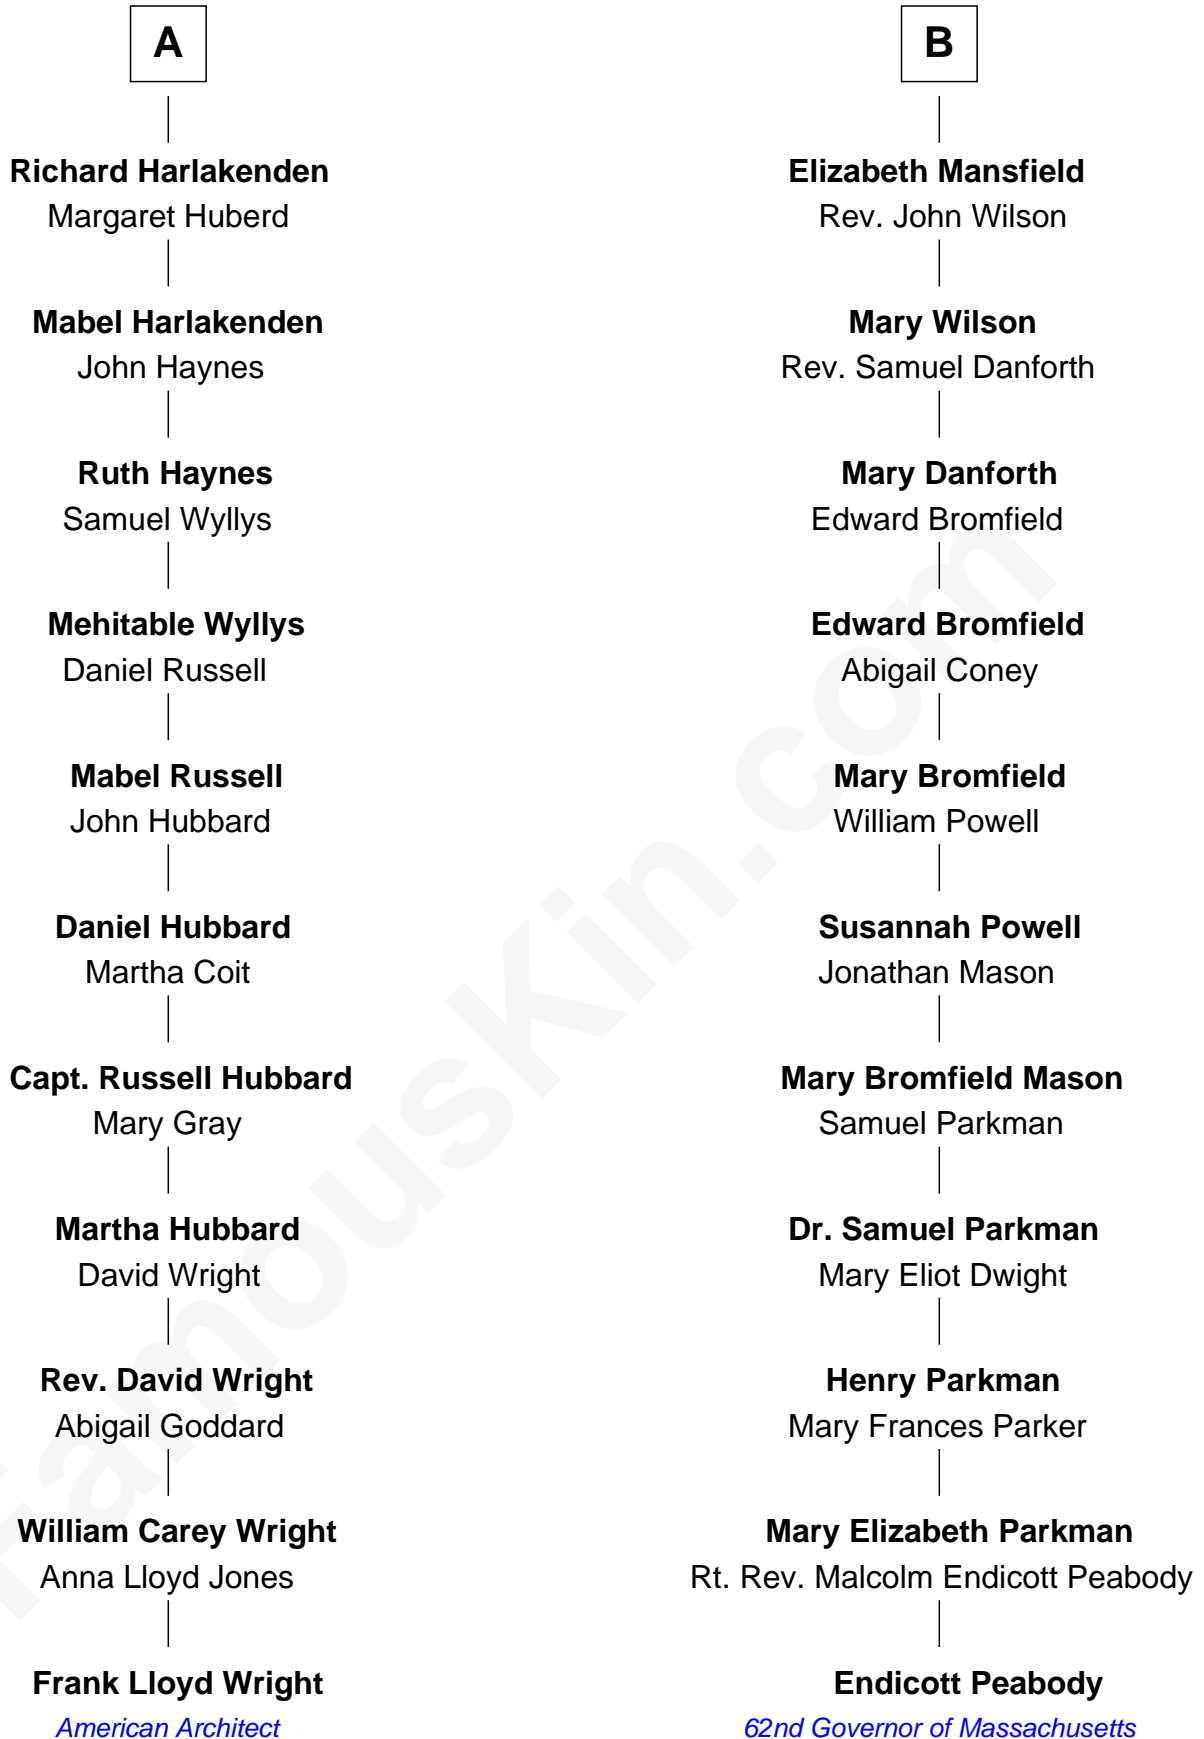 A
Richard Harlakenden
Margaret Huberd
Mabel Harlakenden
John Haynes
Ruth Haynes
Samuel Wyllys
Mehitable Wyllys
Daniel Russell
Mabel Russell
John Hubbard
Daniel Hubbard
Martha Coit
Capt. Russell Hubbard
Mary Gray
Martha Hubbard
David Wright
Rev. David Wright
Abigail Goddard
William Carey Wright
Anna Lloyd Jones
Frank Lloyd Wright
American Architect
B
Elizabeth Mansfield
Rev. John Wilson
Mary Wilson
Rev. Samuel Danforth
Mary Danforth
Edward Bromfield
Edward Bromfield
Abigail Coney
Mary Bromfield
William Powell
Susannah Powell
Jonathan Mason
Mary Bromfield Mason
Samuel Parkman
Dr. Samuel Parkman
Mary Eliot Dwight
Henry Parkman
Mary Frances Parker
Mary Elizabeth Parkman
Rt. Rev. Malcolm Endicott Peabody
Endicott Peabody
62nd Governor of Massachusetts
FamousKin.com